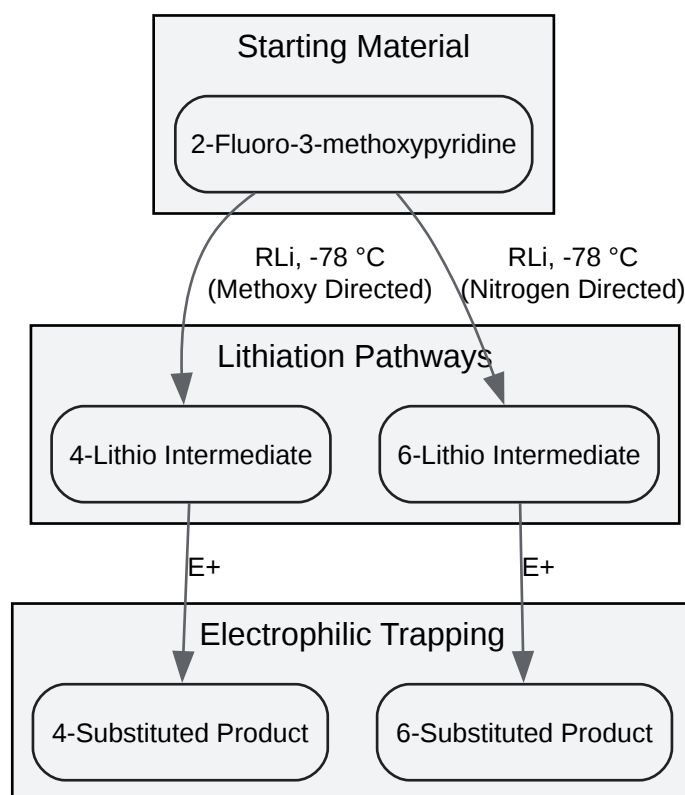 Starting Material
2-Fluoro-3-methoxypyridine
RLi, -78 °C
(Methoxy Directed)
RLi, -78 °C
(Nitrogen Directed)
Lithiation Pathways
4-Lithio Intermediate
6-Lithio Intermediate
E+
E+
Electrophilic Trapping
4-Substituted Product
6-Substituted Product